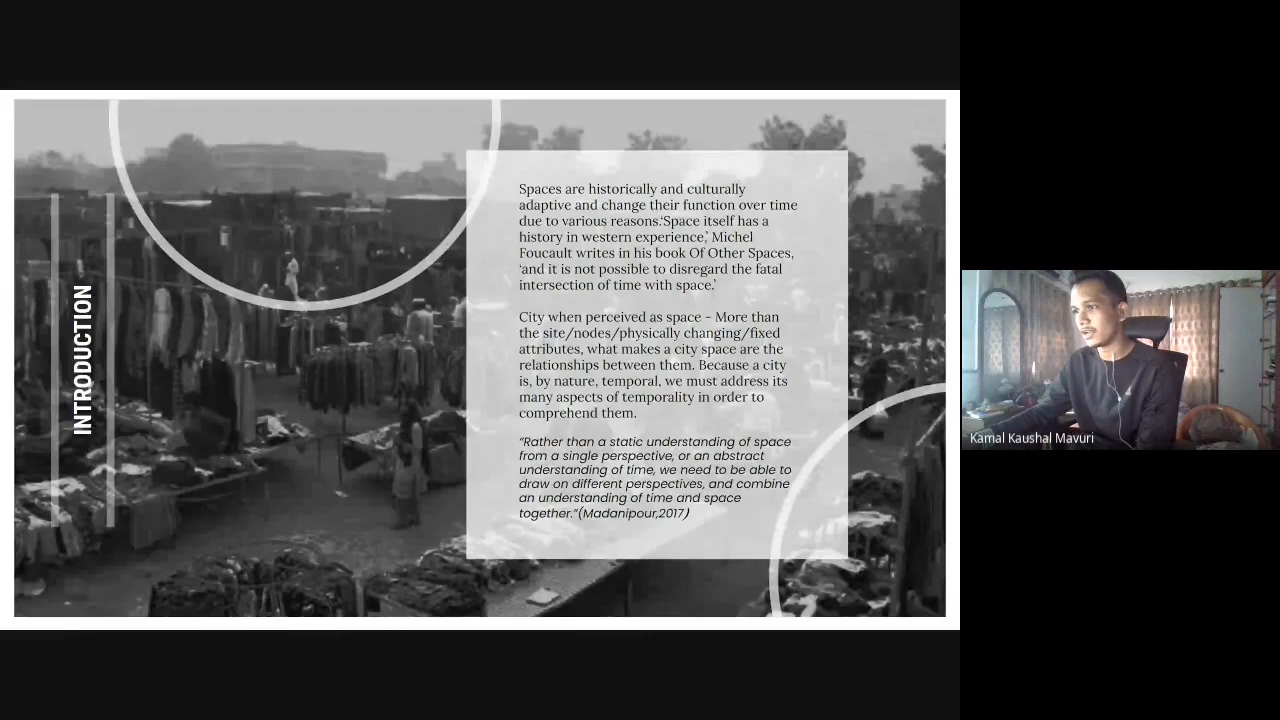 INTRODUCTION
Spaces are historically and culturally
adaptive and change their function over time
due to various reasons.‘Space itself has a
history in western experience,’ Michel
Foucault writes in his book Of Other Spaces,
‘and it is not possible to disregard the fatal
intersection of time with space.’
City when perceived as space - More than
the site/nodes/physically changing/fixed
attributes, what makes a city space are the
relationships between them. Because a city
is, by nature, temporal, we must address its
many aspects of temporality in order to
comprehend them.
“Rather than a static understanding of space
from a single perspective, or an abstract
understanding of time, we need to be able to
draw on different perspectives, and combine
an understanding of time and space
together.”(Madanipour,2017)
Kamal Kaushal Mavuri